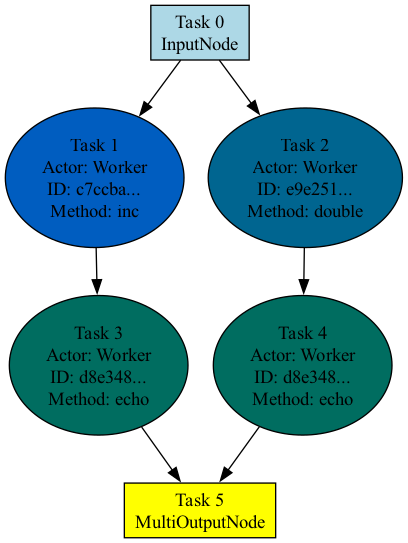 Task 0
InputNode
Task 1
Actor: Worker
ID: c7ccba...
Method: inc
Task 2
Actor: Worker
ID: e9e251...
Method: double
Task 3
Actor: Worker
ID: d8e348...
Method: echo
Task 4
Actor: Worker
ID: d8e348...
Method: echo
Task 5
MultiOutputNode